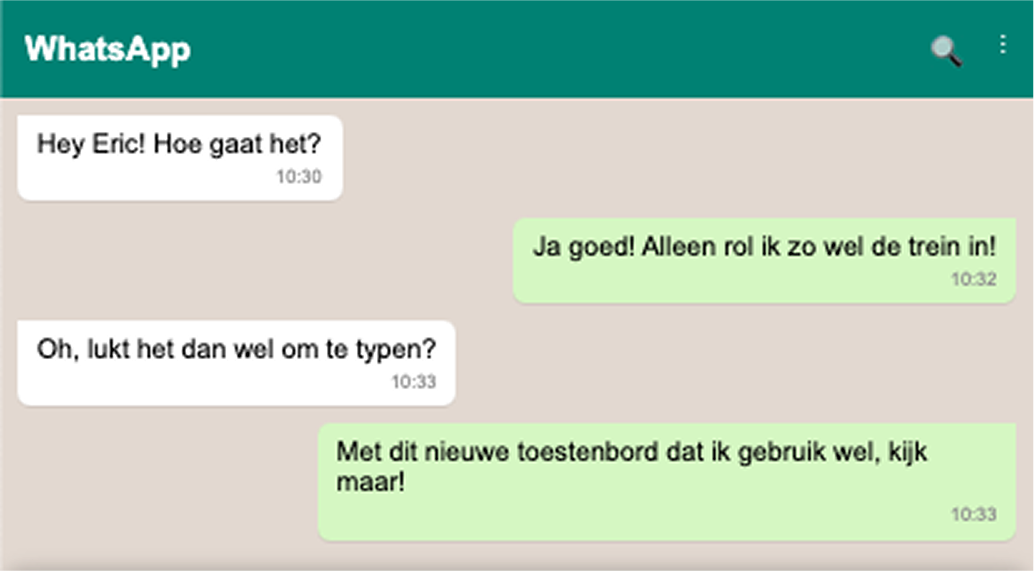 WhatsApp
Hey Eric! Hoe gaat het?
10:30
Ja goed! Alleen rol ik zo wel de trein in!
10:32
Oh, lukt het dan wel om te typen?
10:33
Met dit nieuwe toestenbord dat ik gebruik wel, kijk
maar!
10:33